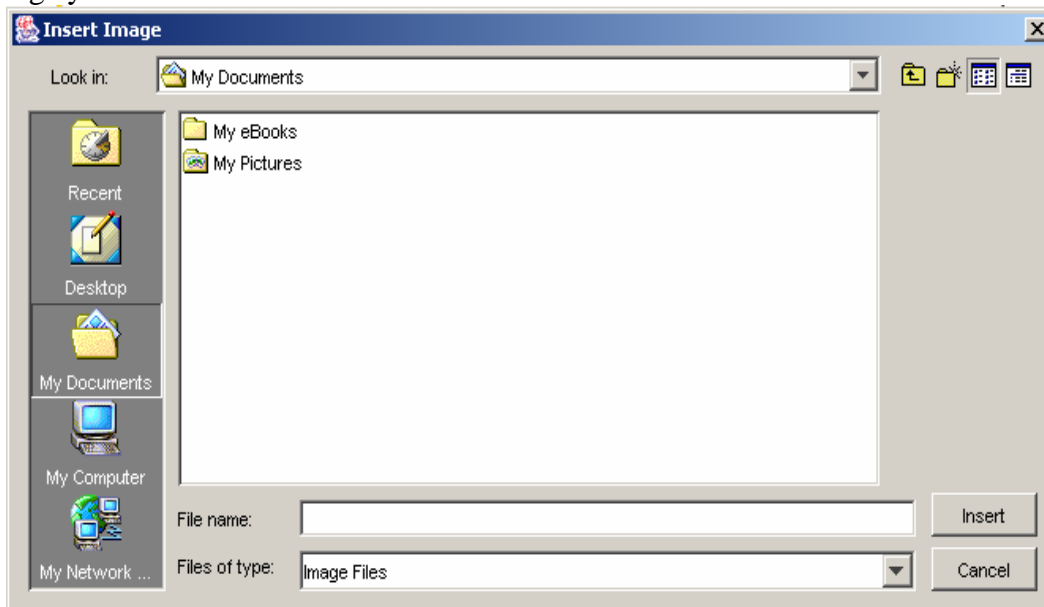 Insert Image
Look in: My Documents
My eBooks
My Pictures
Recent
Desktop
My Documents
My Computer
My Network ...
File name:
Insert
Files of type: Image Files
Cancel